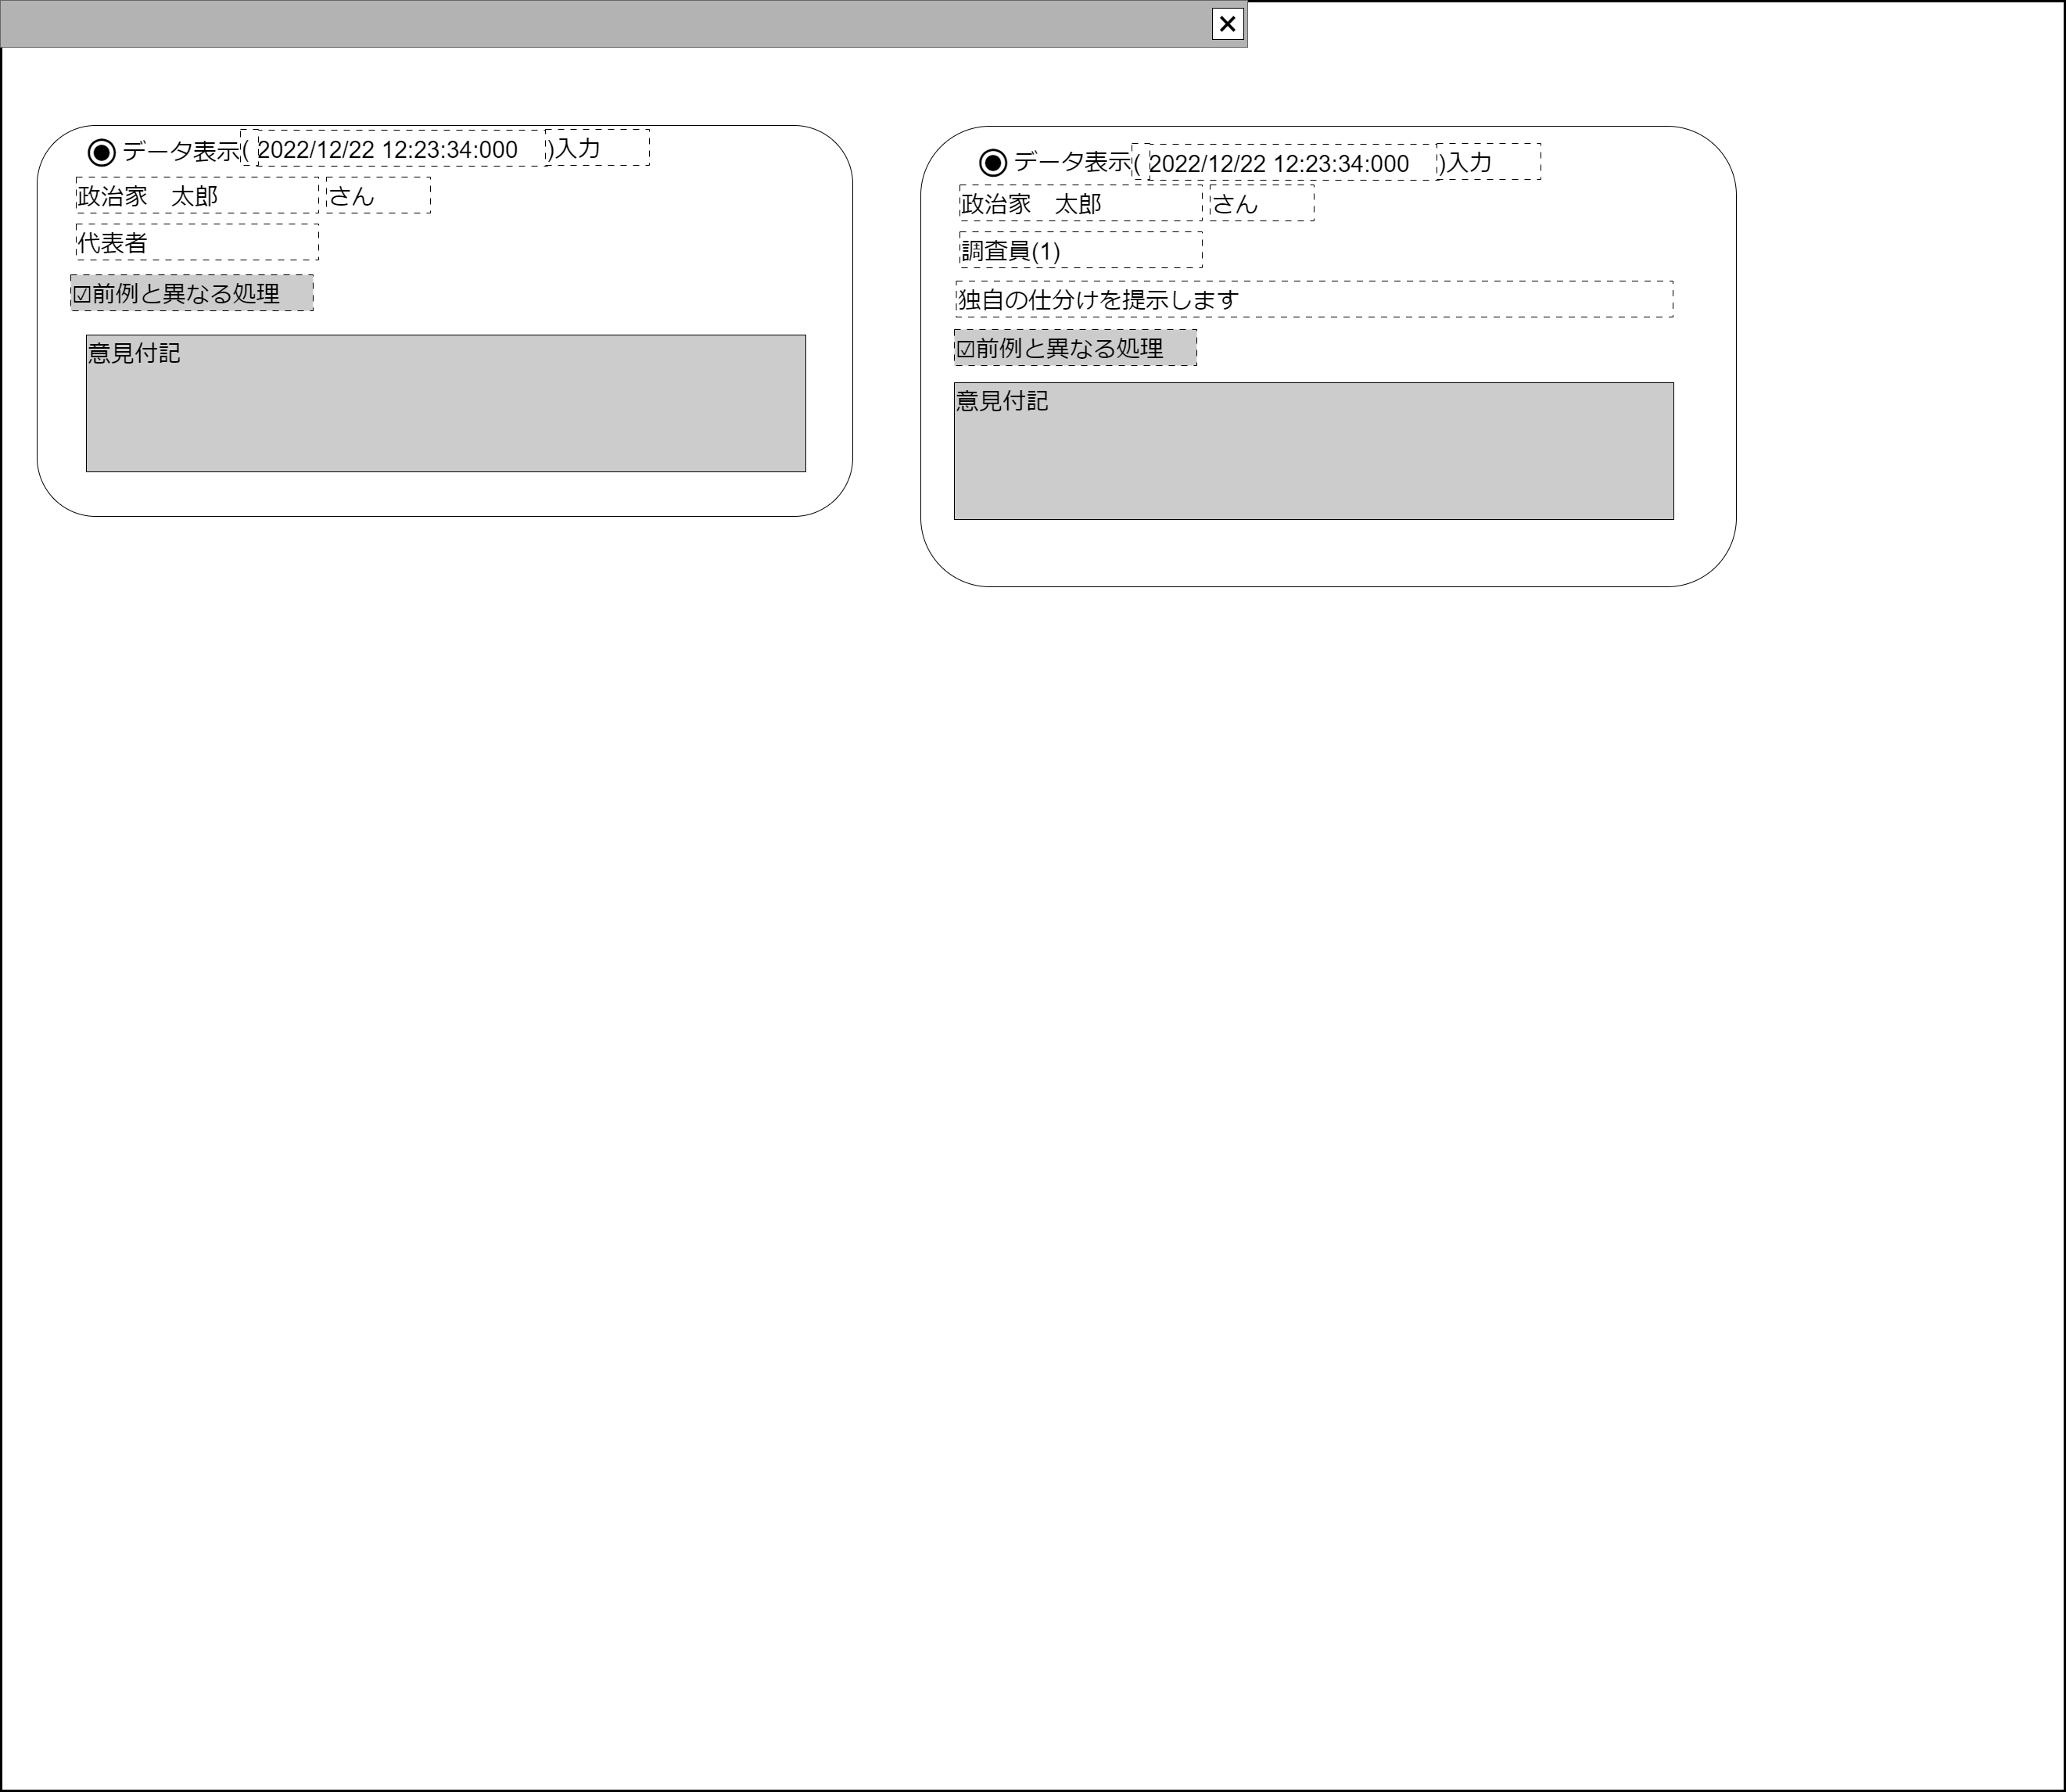 データ表示( 2022/12/22 12:23:34:000 )入力
政治家　太郎 さん
代表者
☑前例と異なる処理
意見付記
データ表示( 2022/12/22 12:23:34:000 )入力
政治家　太郎 さん
調査員(1)
独自の仕分けを提示します
☑前例と異なる処理
意見付記